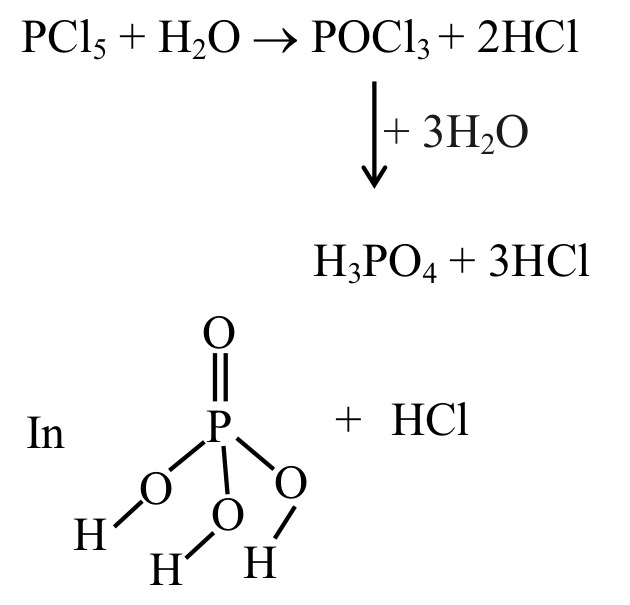 PCl₅ + H₂O → POCl₃ + 2HCl
+ 3H₂O
H₃PO₄ + 3HCl
O
In P + HCl
O O O
H H H